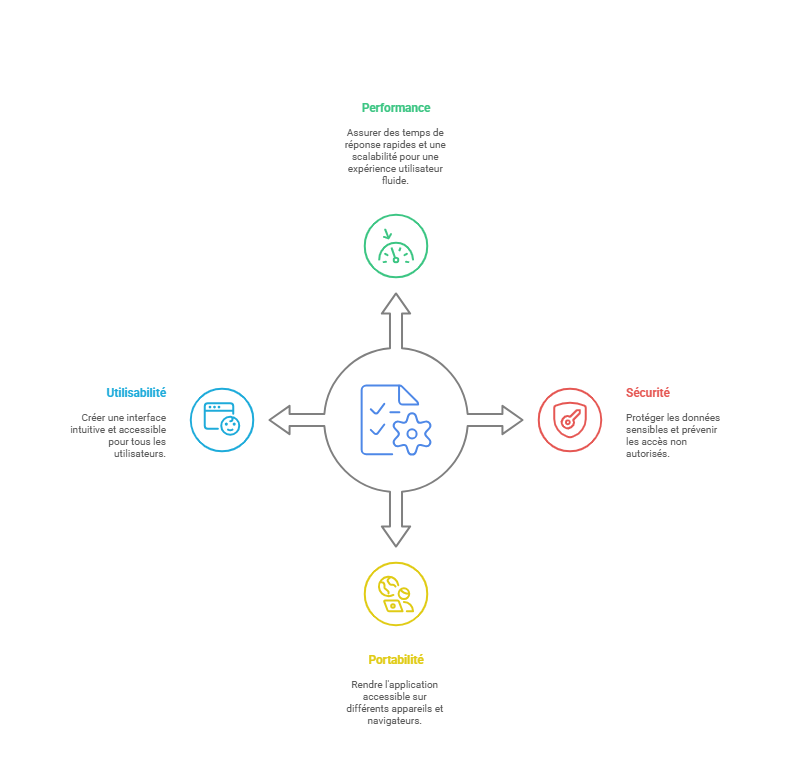 Performance
Assurer des temps de
réponse rapides et une
scalabilité pour une
expérience utilisateur
fluide.
Utilisabilité
Créer une interface
intuitive et accessible
pour tous les
utilisateurs.
Sécurité
Protéger les données
sensibles et prévenir
les accès non
autorisés.
Portabilité
Rendre l'application
accessible sur
différents appareils et
navigateurs.